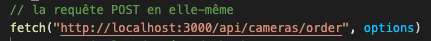 // la requête POST en elle-même
fetch("http://localhost:3000/api/cameras/order", options)